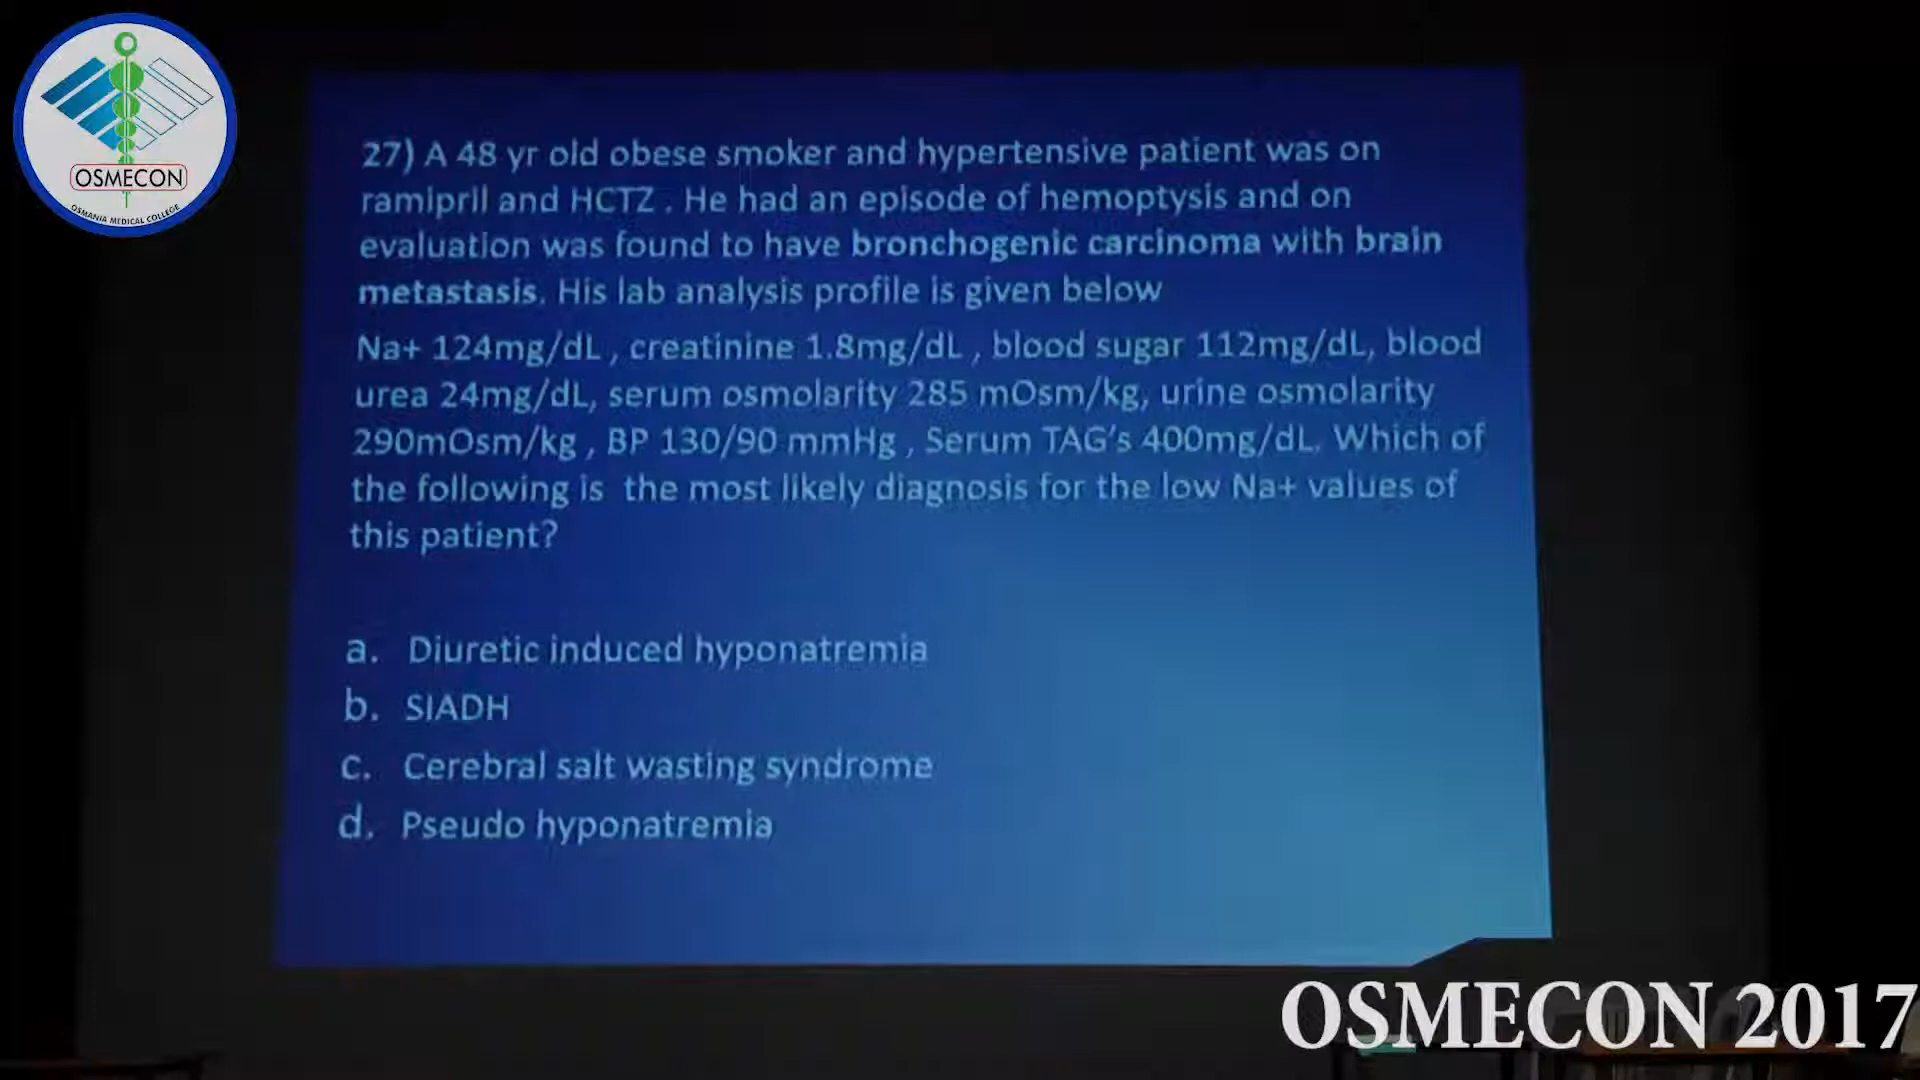 OSMECON
OSMANIA MEDICAL COLLEGE
27) A 48 yr old obese smoker and hypertensive patient was on
ramipril and HCTZ . He had an episode of hemoptysis and on
evaluation was found to have bronchogenic carcinoma with brain
metastasis. His lab analysis profile is given below
Na+ 124mg/dL , creatinine 1.8mg/dL , blood sugar 112mg/dL, blood
urea 24mg/dL, serum osmolarity 285 mOsm/kg, urine osmolarity
290mOsm/kg , BP 130/90 mmHg , Serum TAG's 400mg/dL. Which of
the following is the most likely diagnosis for the low Na+ values of
this patient?
a. Diuretic induced hyponatremia
b. SIADH
c. Cerebral salt wasting syndrome
d. Pseudo hyponatremia
OSMECON 2017